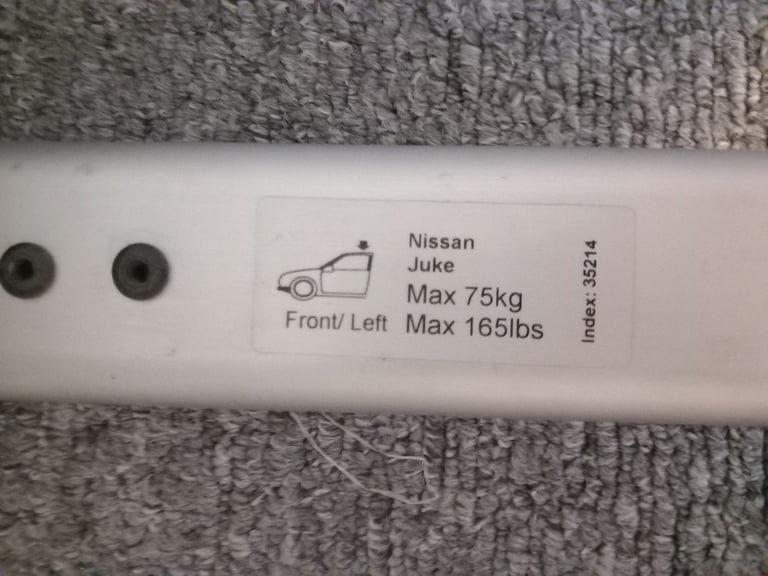 Nissan
Juke
Max 75kg
Front/ Left Max 165lbs
Index: 35214